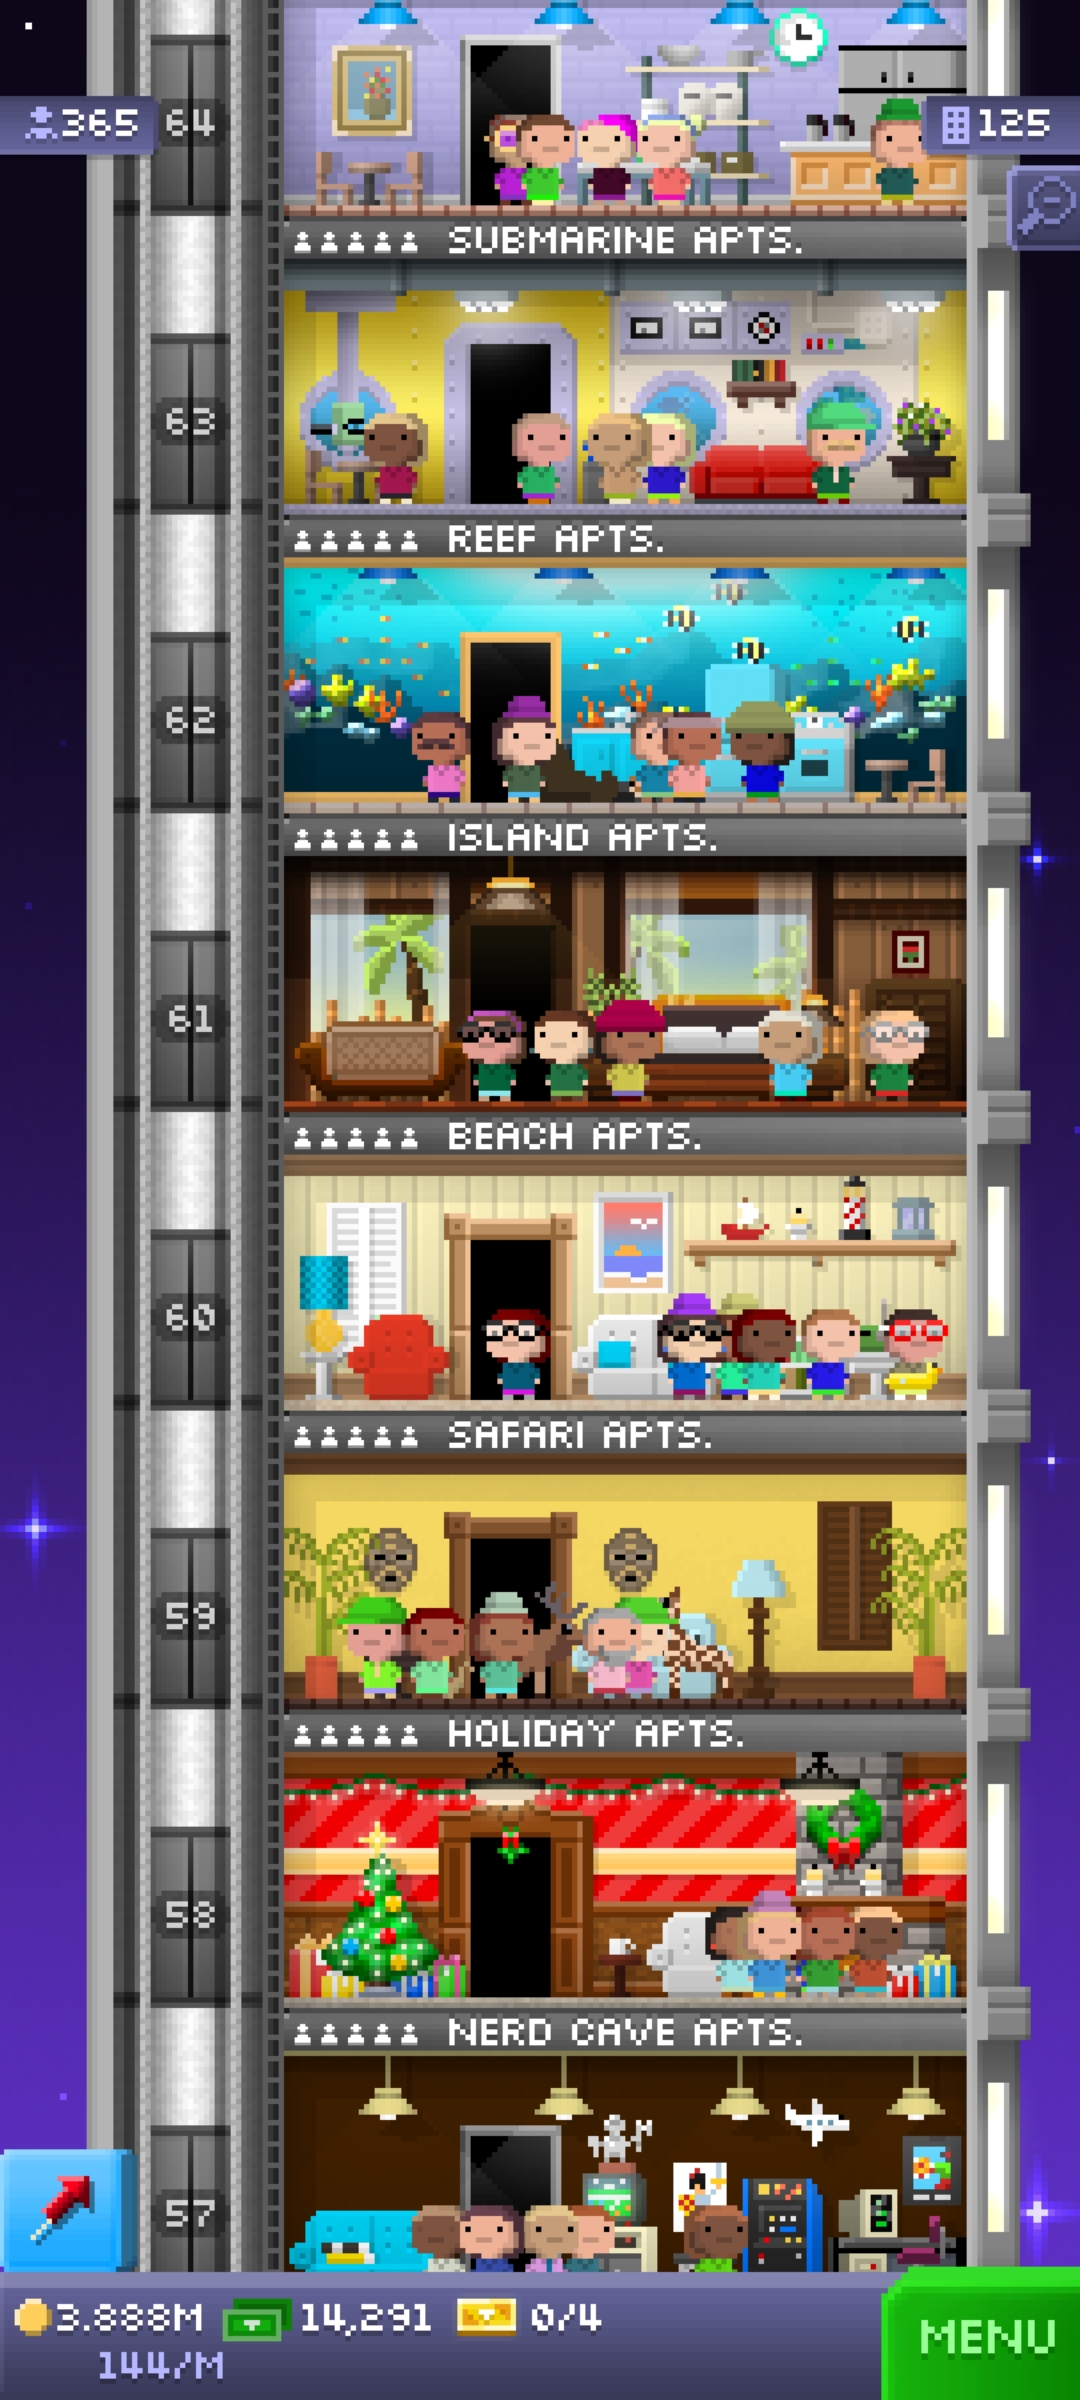 365
64
125
SUBMARINE APTS.
63
REEF APTS.
62
ISLAND APTS.
61
BEACH APTS.
60
SAFARI APTS.
59
HOLIDAY APTS.
58
NERD CAVE APTS.
57
3.888M 14,291 0/4
144/M
MENU